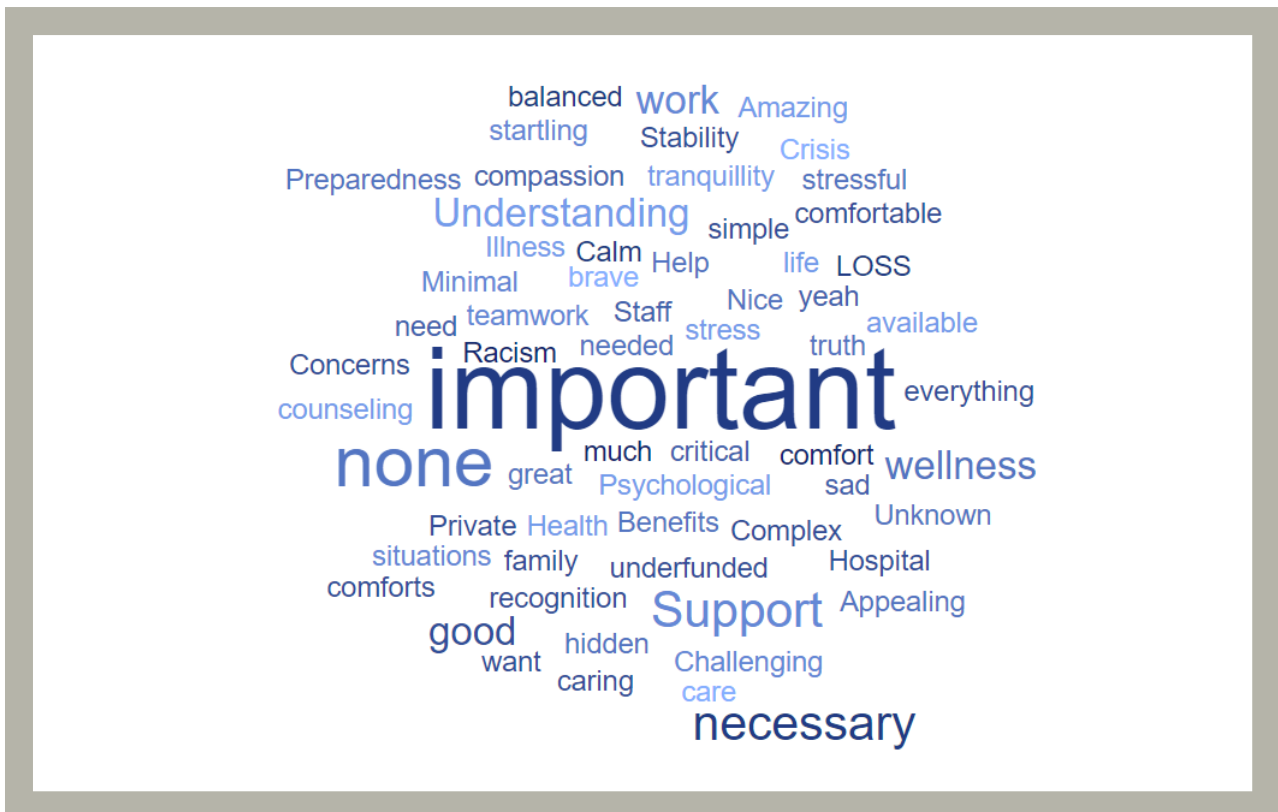 balanced work Amazing
startling Stability Crisis
Preparedness compassion tranquillity stressful
Understanding simple comfortable
Illness Calm Help life LOSS
Minimal brave Nice yeah
need teamwork Staff stress available
Concerns Racism needed truth
counseling important everything
none great much critical comfort wellness
Psychological sad
Private Health Benefits Complex Unknown
situations family underfunded Hospital
comforts recognition Support Appealing
good hidden
want caring Challenging
care
necessary